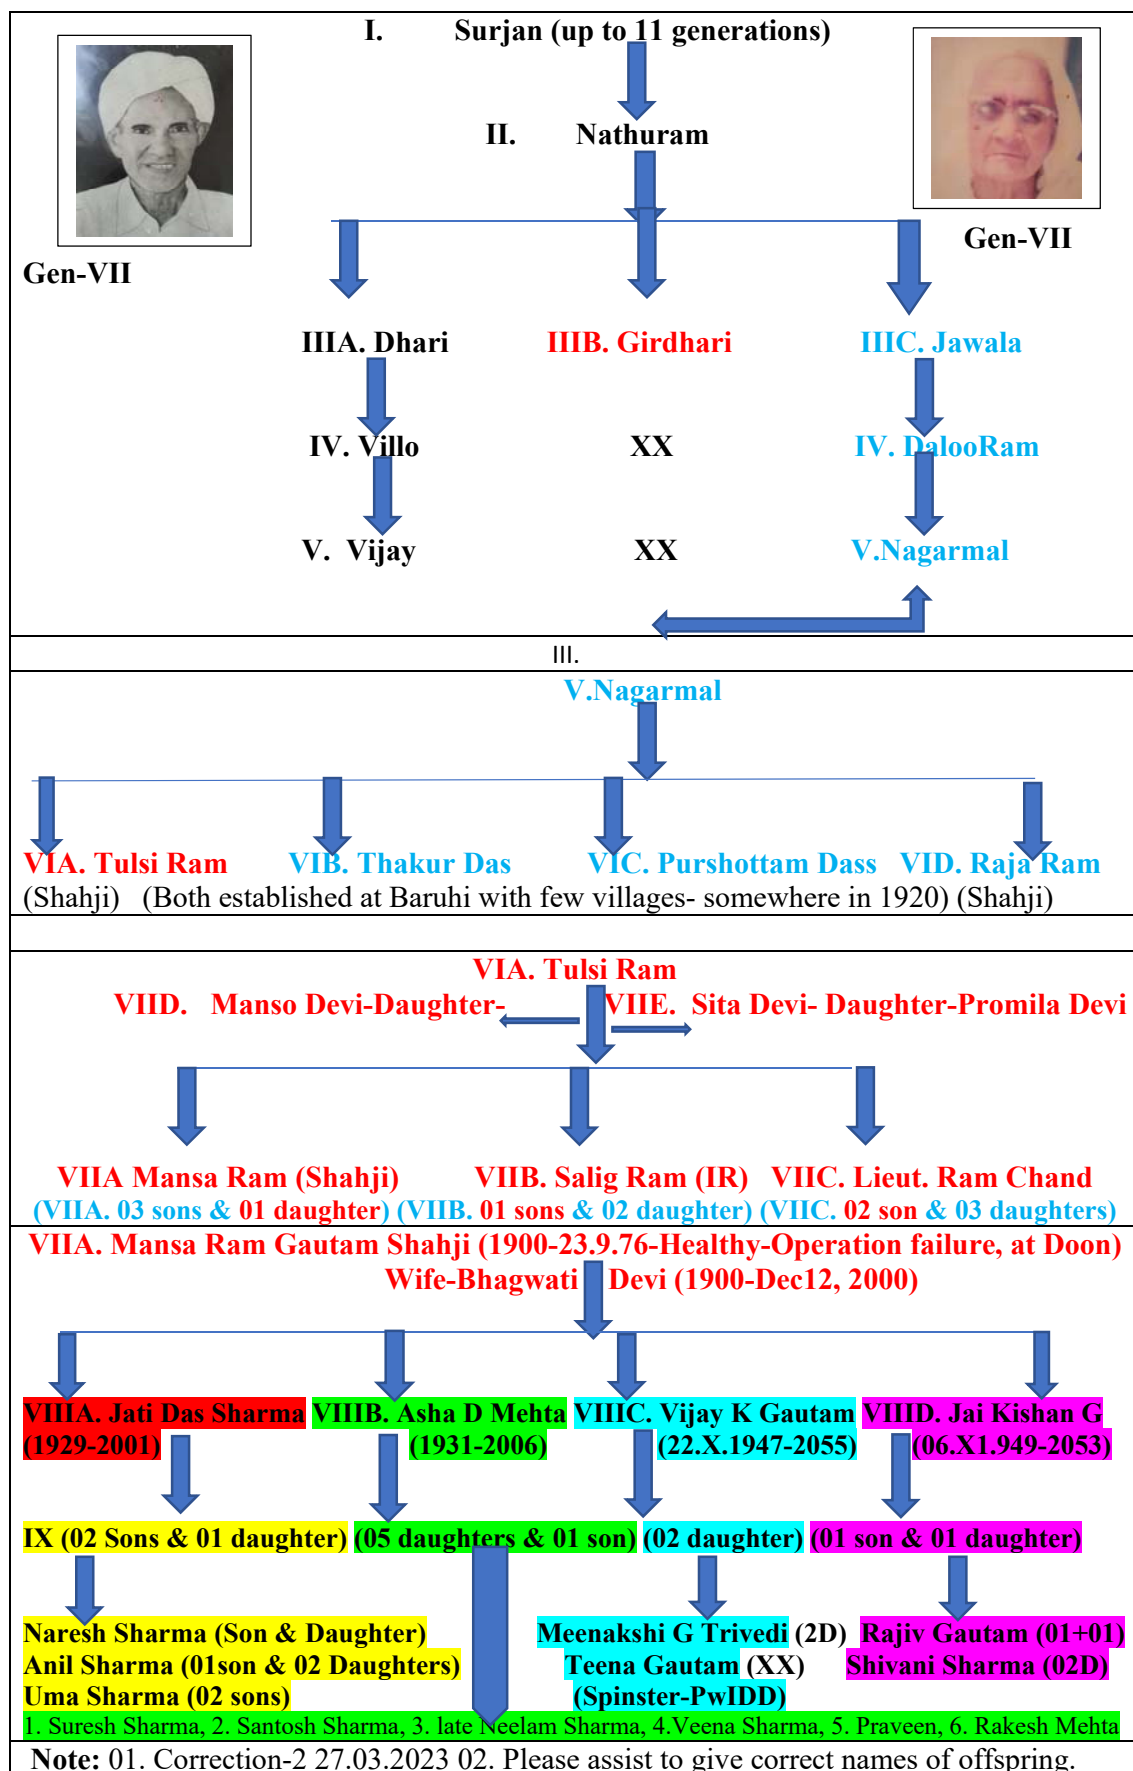 I. Surjan (up to 11 generations)
II. Nathuram
Gen-VII
Gen-VII
IIIA. Dhari IIIB. Girdhari IIIC. Jawala
IV. Villo XX IV. DalooRam
V. Vijay XX V.Nagarmal
III.
V.Nagarmal
VIA. Tulsi Ram VIB. Thakur Das VIC. Purshottam Dass VID. Raja Ram
(Shahji) (Both established at Baruhi with few villages- somewhere in 1920) (Shahji)
VIA. Tulsi Ram
VIID. Manso Devi-Daughter- VIIE. Sita Devi- Daughter-Promila Devi
VIIA Mansa Ram (Shahji) VIIB. Salig Ram (IR) VIIC. Lieut. Ram Chand
(VIIA. 03 sons & 01 daughter) (VIIB. 01 sons & 02 daughter) (VIIC. 02 son & 03 daughters)
VIIA. Mansa Ram Gautam Shahji (1900-23.9.76-Healthy-Operation failure, at Doon)
Wife-Bhagwati Devi (1900-Dec12, 2000)
VIIIA. Jati Das Sharma VIIIB. Asha D Mehta VIIIC. Vijay K Gautam VIIID. Jai Kishan G
(1929-2001) (1931-2006) (22.X.1947-2055) (06.X1.949-2053)
IX (02 Sons & 01 daughter) (05 daughters & 01 son) (02 daughter) (01 son & 01 daughter)
Naresh Sharma (Son & Daughter) Meenakshi G Trivedi (2D) Rajiv Gautam (01+01)
Anil Sharma (01son & 02 Daughters) Teena Gautam (XX) Shivani Sharma (02D)
Uma Sharma (02 sons) (Spinster-PwIDD)
1. Suresh Sharma, 2. Santosh Sharma, 3. late Neelam Sharma, 4.Veena Sharma, 5. Praveen, 6. Rakesh Mehta
Note: 01. Correction-2 27.03.2023 02. Please assist to give correct names of offspring.